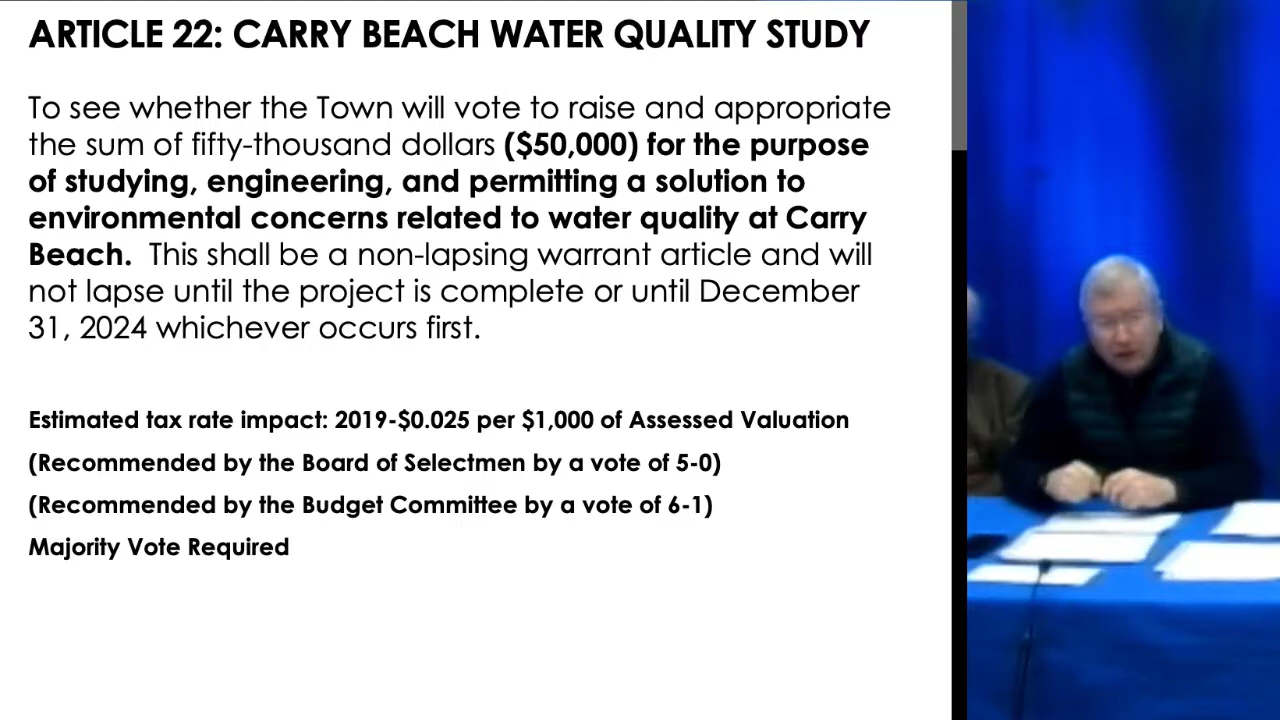 ARTICLE 22: CARRY BEACH WATER QUALITY STUDY
To see whether the Town will vote to raise and appropriate
the sum of fifty-thousand dollars ($50,000) for the purpose
of studying, engineering, and permitting a solution to
environmental concerns related to water quality at Carry
Beach. This shall be a non-lapsing warrant article and will
not lapse until the project is complete or until December
31, 2024 whichever occurs first.
Estimated tax rate impact: 2019-$0.025 per $1,000 of Assessed Valuation
(Recommended by the Board of Selectmen by a vote of 5-0)
(Recommended by the Budget Committee by a vote of 6-1)
Majority Vote Required